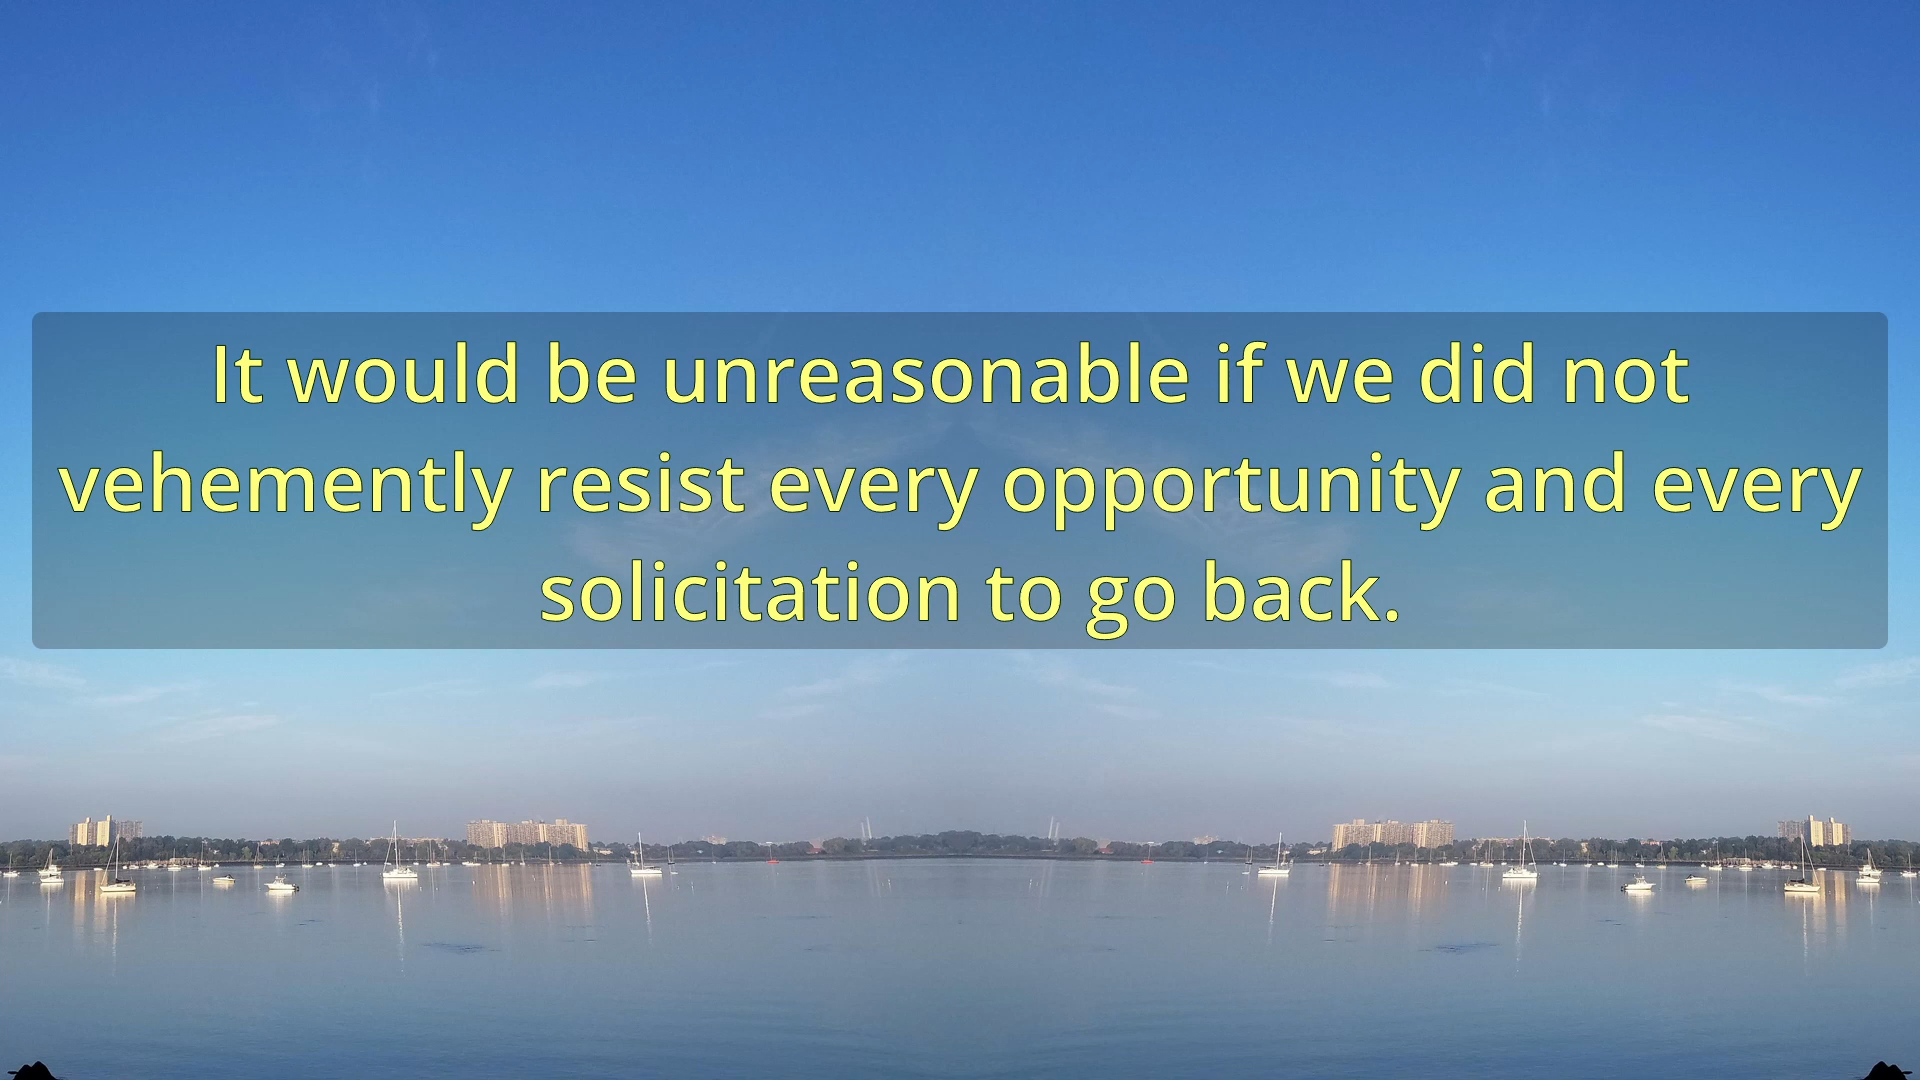 It would be unreasonable if we did not
vehemently resist every opportunity and every
solicitation to go back.